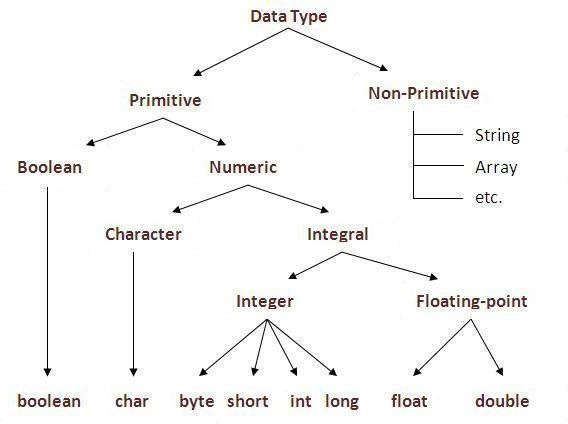 Data Type
Primitive
Non-Primitive
String
Array
etc.
Boolean
Numeric
Character
Integral
Integer
Floating-point
boolean char byte short int long float double